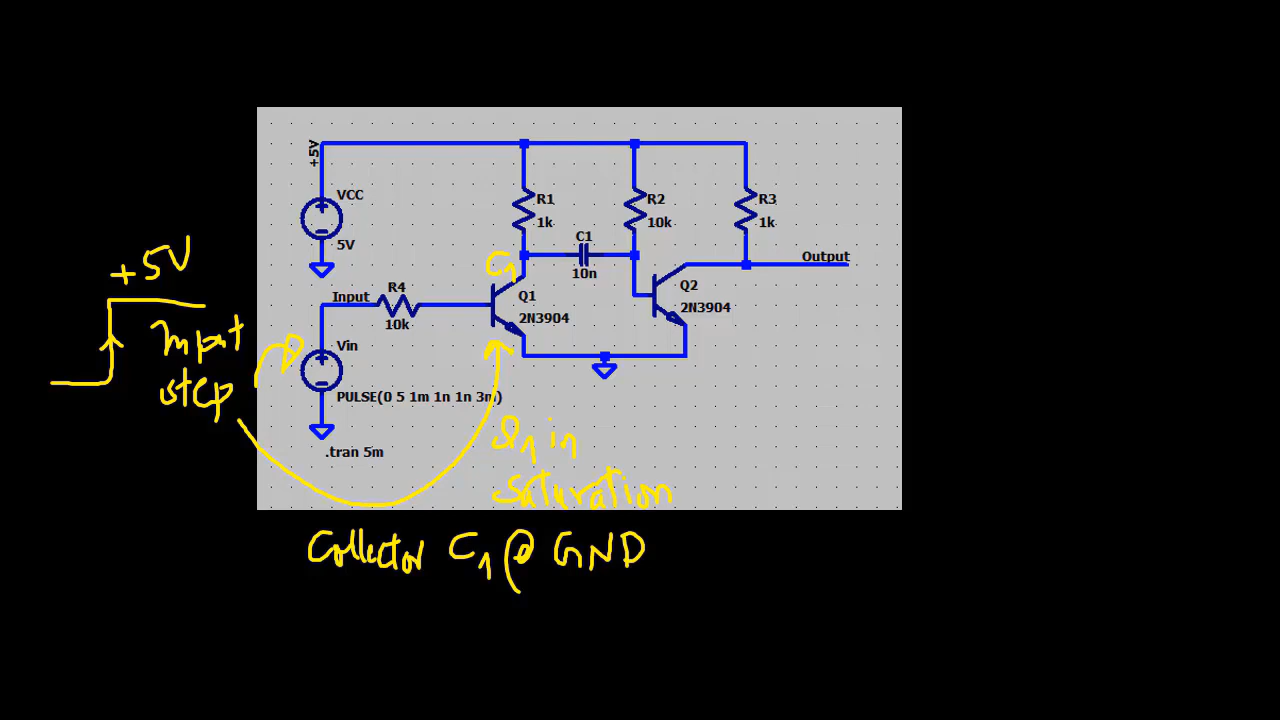 +5V
VCC
5V
R1
1k
R2
10k
R3
1k
C1
10n
Output
C1
+5V
Input
R4
10k
Q1
2N3904
Q2
2N3904
Input
step
Vin
PULSE(0 5 1m 1n 1n 3m)
.tran 5m
Q1 in
saturation
Collector C1 @ GND